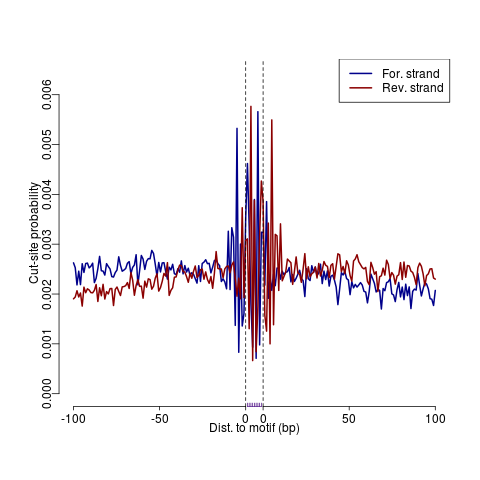 For. strand
Rev. strand
Cut-site probability
0.006
0.005
0.004
0.003
0.002
0.001
0.000
-100 -50 0 0 50 100
Dist. to motif (bp)